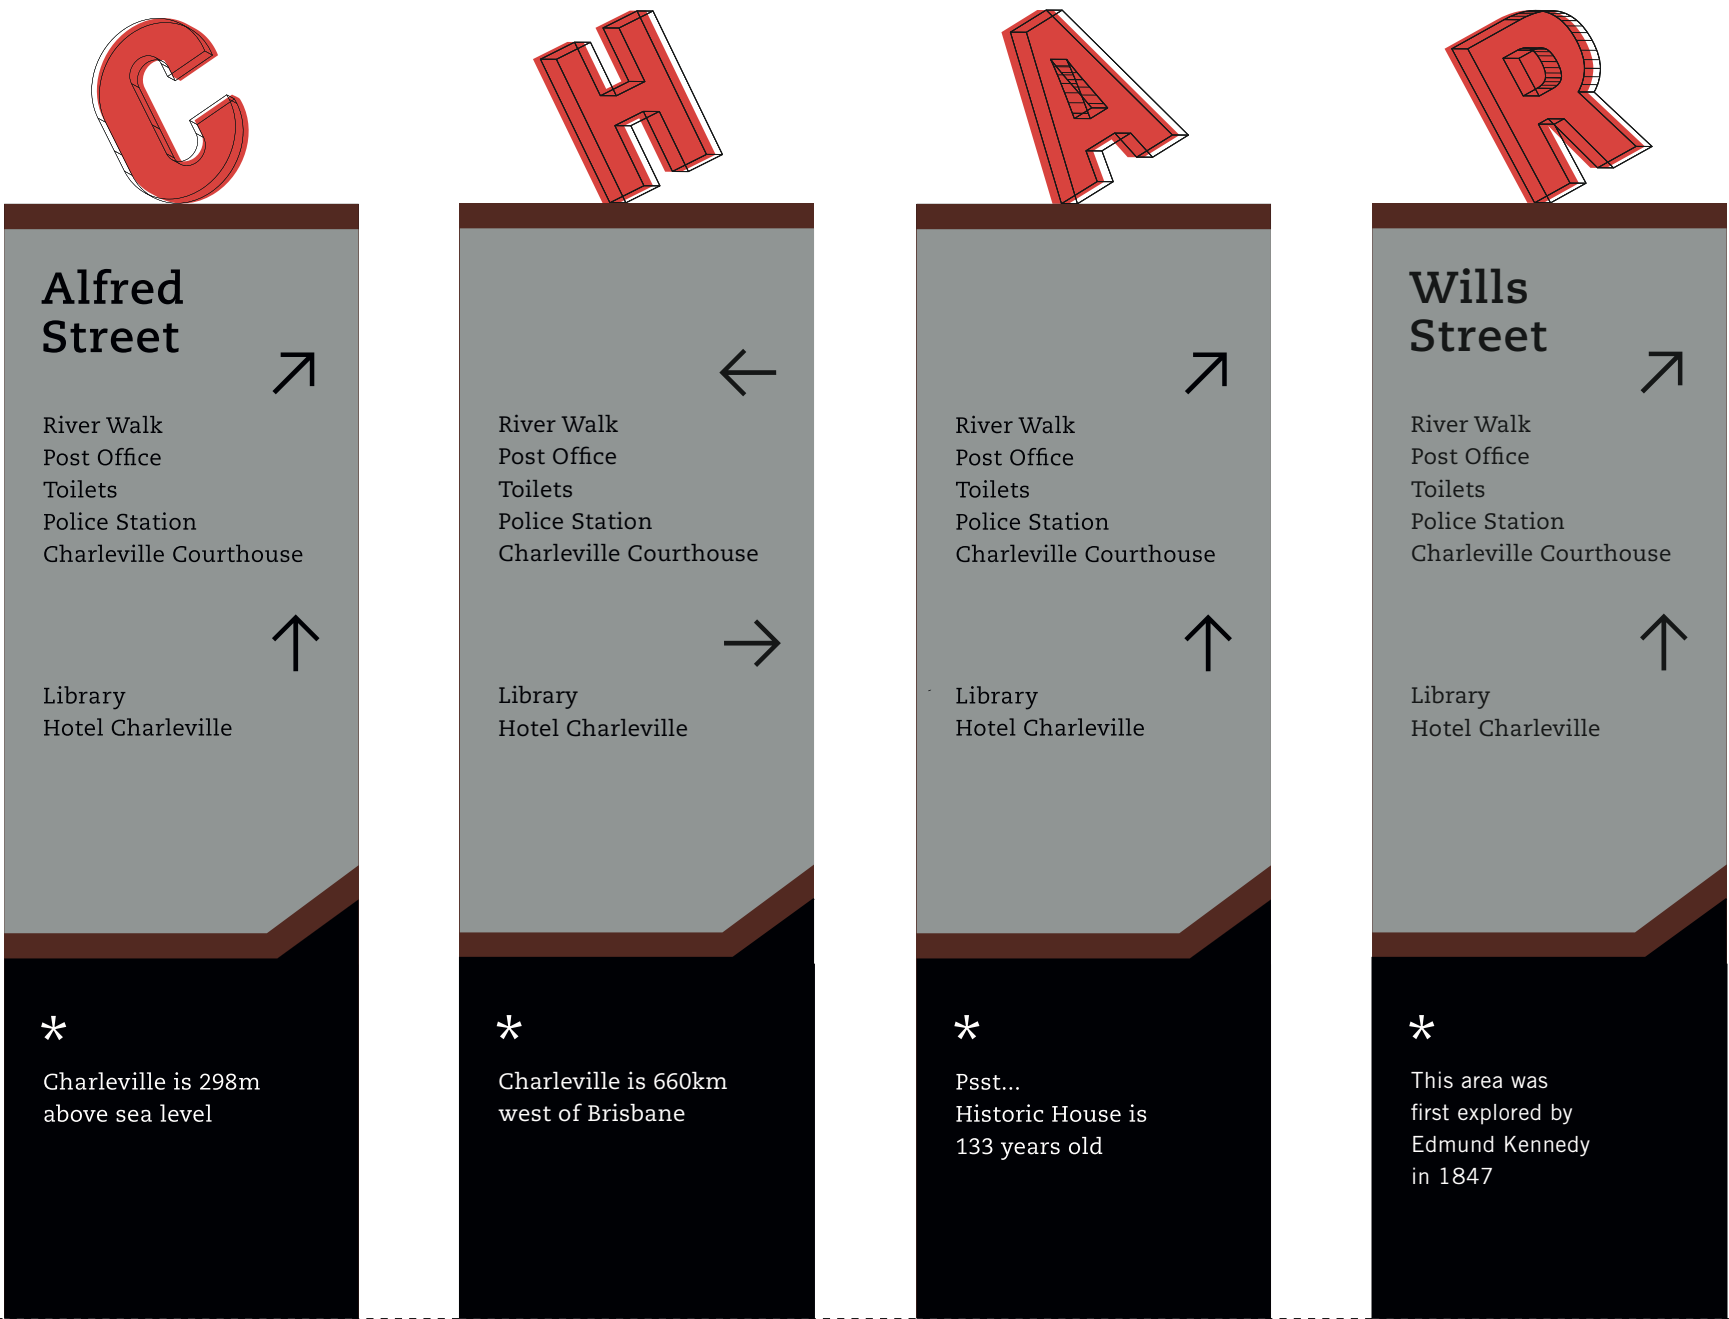 C
Alfred
Street
River Walk
Post Office
Toilets
Police Station
Charleville Courthouse
Library
Hotel Charleville
*
Charleville is 298m
above sea level
H
River Walk
Post Office
Toilets
Police Station
Charleville Courthouse
Library
Hotel Charleville
*
Charleville is 660km
west of Brisbane
A
River Walk
Post Office
Toilets
Police Station
Charleville Courthouse
Library
Hotel Charleville
*
Psst...
Historic House is
133 years old
R
Wills
Street
River Walk
Post Office
Toilets
Police Station
Charleville Courthouse
Library
Hotel Charleville
*
This area was
first explored by
Edmund Kennedy
in 1847